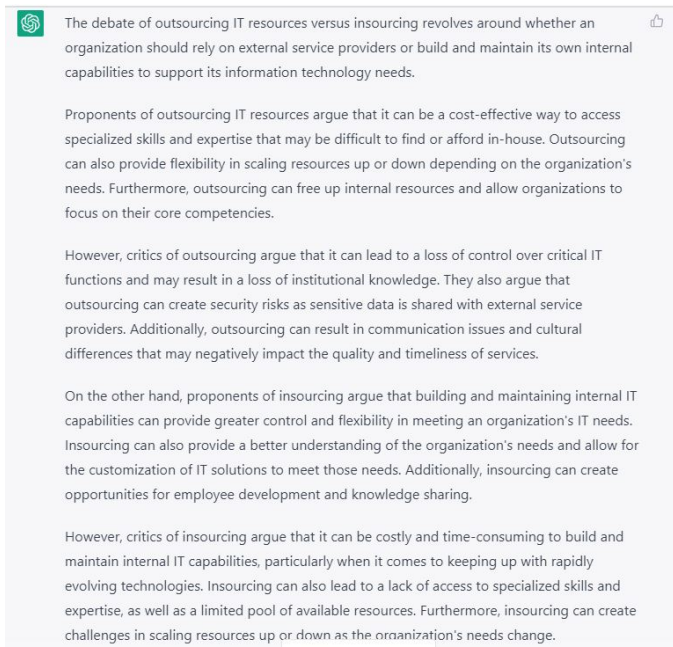 The debate of outsourcing IT resources versus insourcing revolves around whether an
organization should rely on external service providers or build and maintain its own internal
capabilities to support its information technology needs.
Proponents of outsourcing IT resources argue that it can be a cost-effective way to access
specialized skills and expertise that may be difficult to find or afford in-house. Outsourcing
can also provide flexibility in scaling resources up or down depending on the organization's
needs. Furthermore, outsourcing can free up internal resources and allow organizations to
focus on their core competencies.
However, critics of outsourcing argue that it can lead to a loss of control over critical IT
functions and may result in a loss of institutional knowledge. They also argue that
outsourcing can create security risks as sensitive data is shared with external service
providers. Additionally, outsourcing can result in communication issues and cultural
differences that may negatively impact the quality and timeliness of services.
On the other hand, proponents of insourcing argue that building and maintaining internal IT
capabilities can provide greater control and flexibility in meeting an organization's IT needs.
Insourcing can also provide a better understanding of the organization's needs and allow for
the customization of IT solutions to meet those needs. Additionally, insourcing can create
opportunities for employee development and knowledge sharing.
However, critics of insourcing argue that it can be costly and time-consuming to build and
maintain internal IT capabilities, particularly when it comes to keeping up with rapidly
evolving technologies. Insourcing can also lead to a lack of access to specialized skills and
expertise, as well as a limited pool of available resources. Furthermore, insourcing can create
challenges in scaling resources up or down as the organization's needs change.